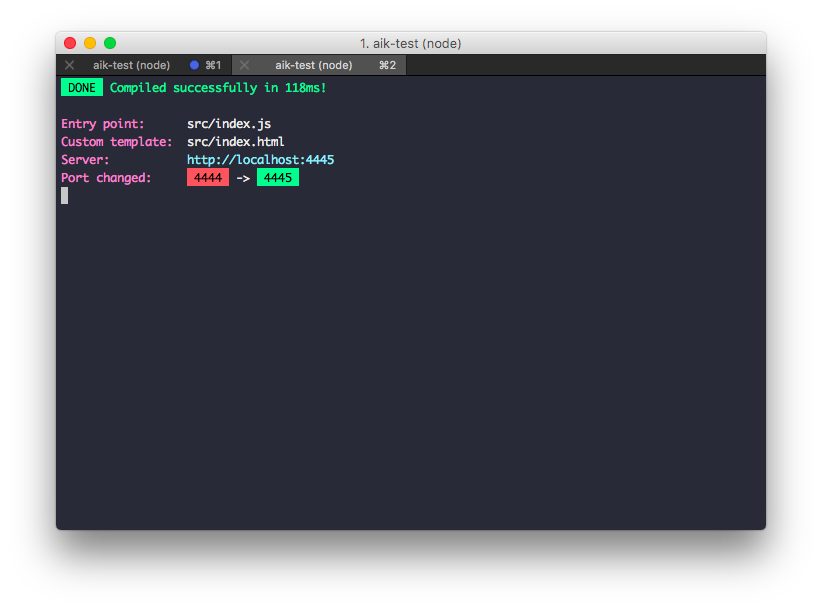 1. aik-test (node)
aik-test (node) ⌘1 aik-test (node) ⌘2
DONE Compiled successfully in 118ms!
Entry point: src/index.js
Custom template: src/index.html
Server: http://localhost:4445
Port changed: 4444 -> 4445